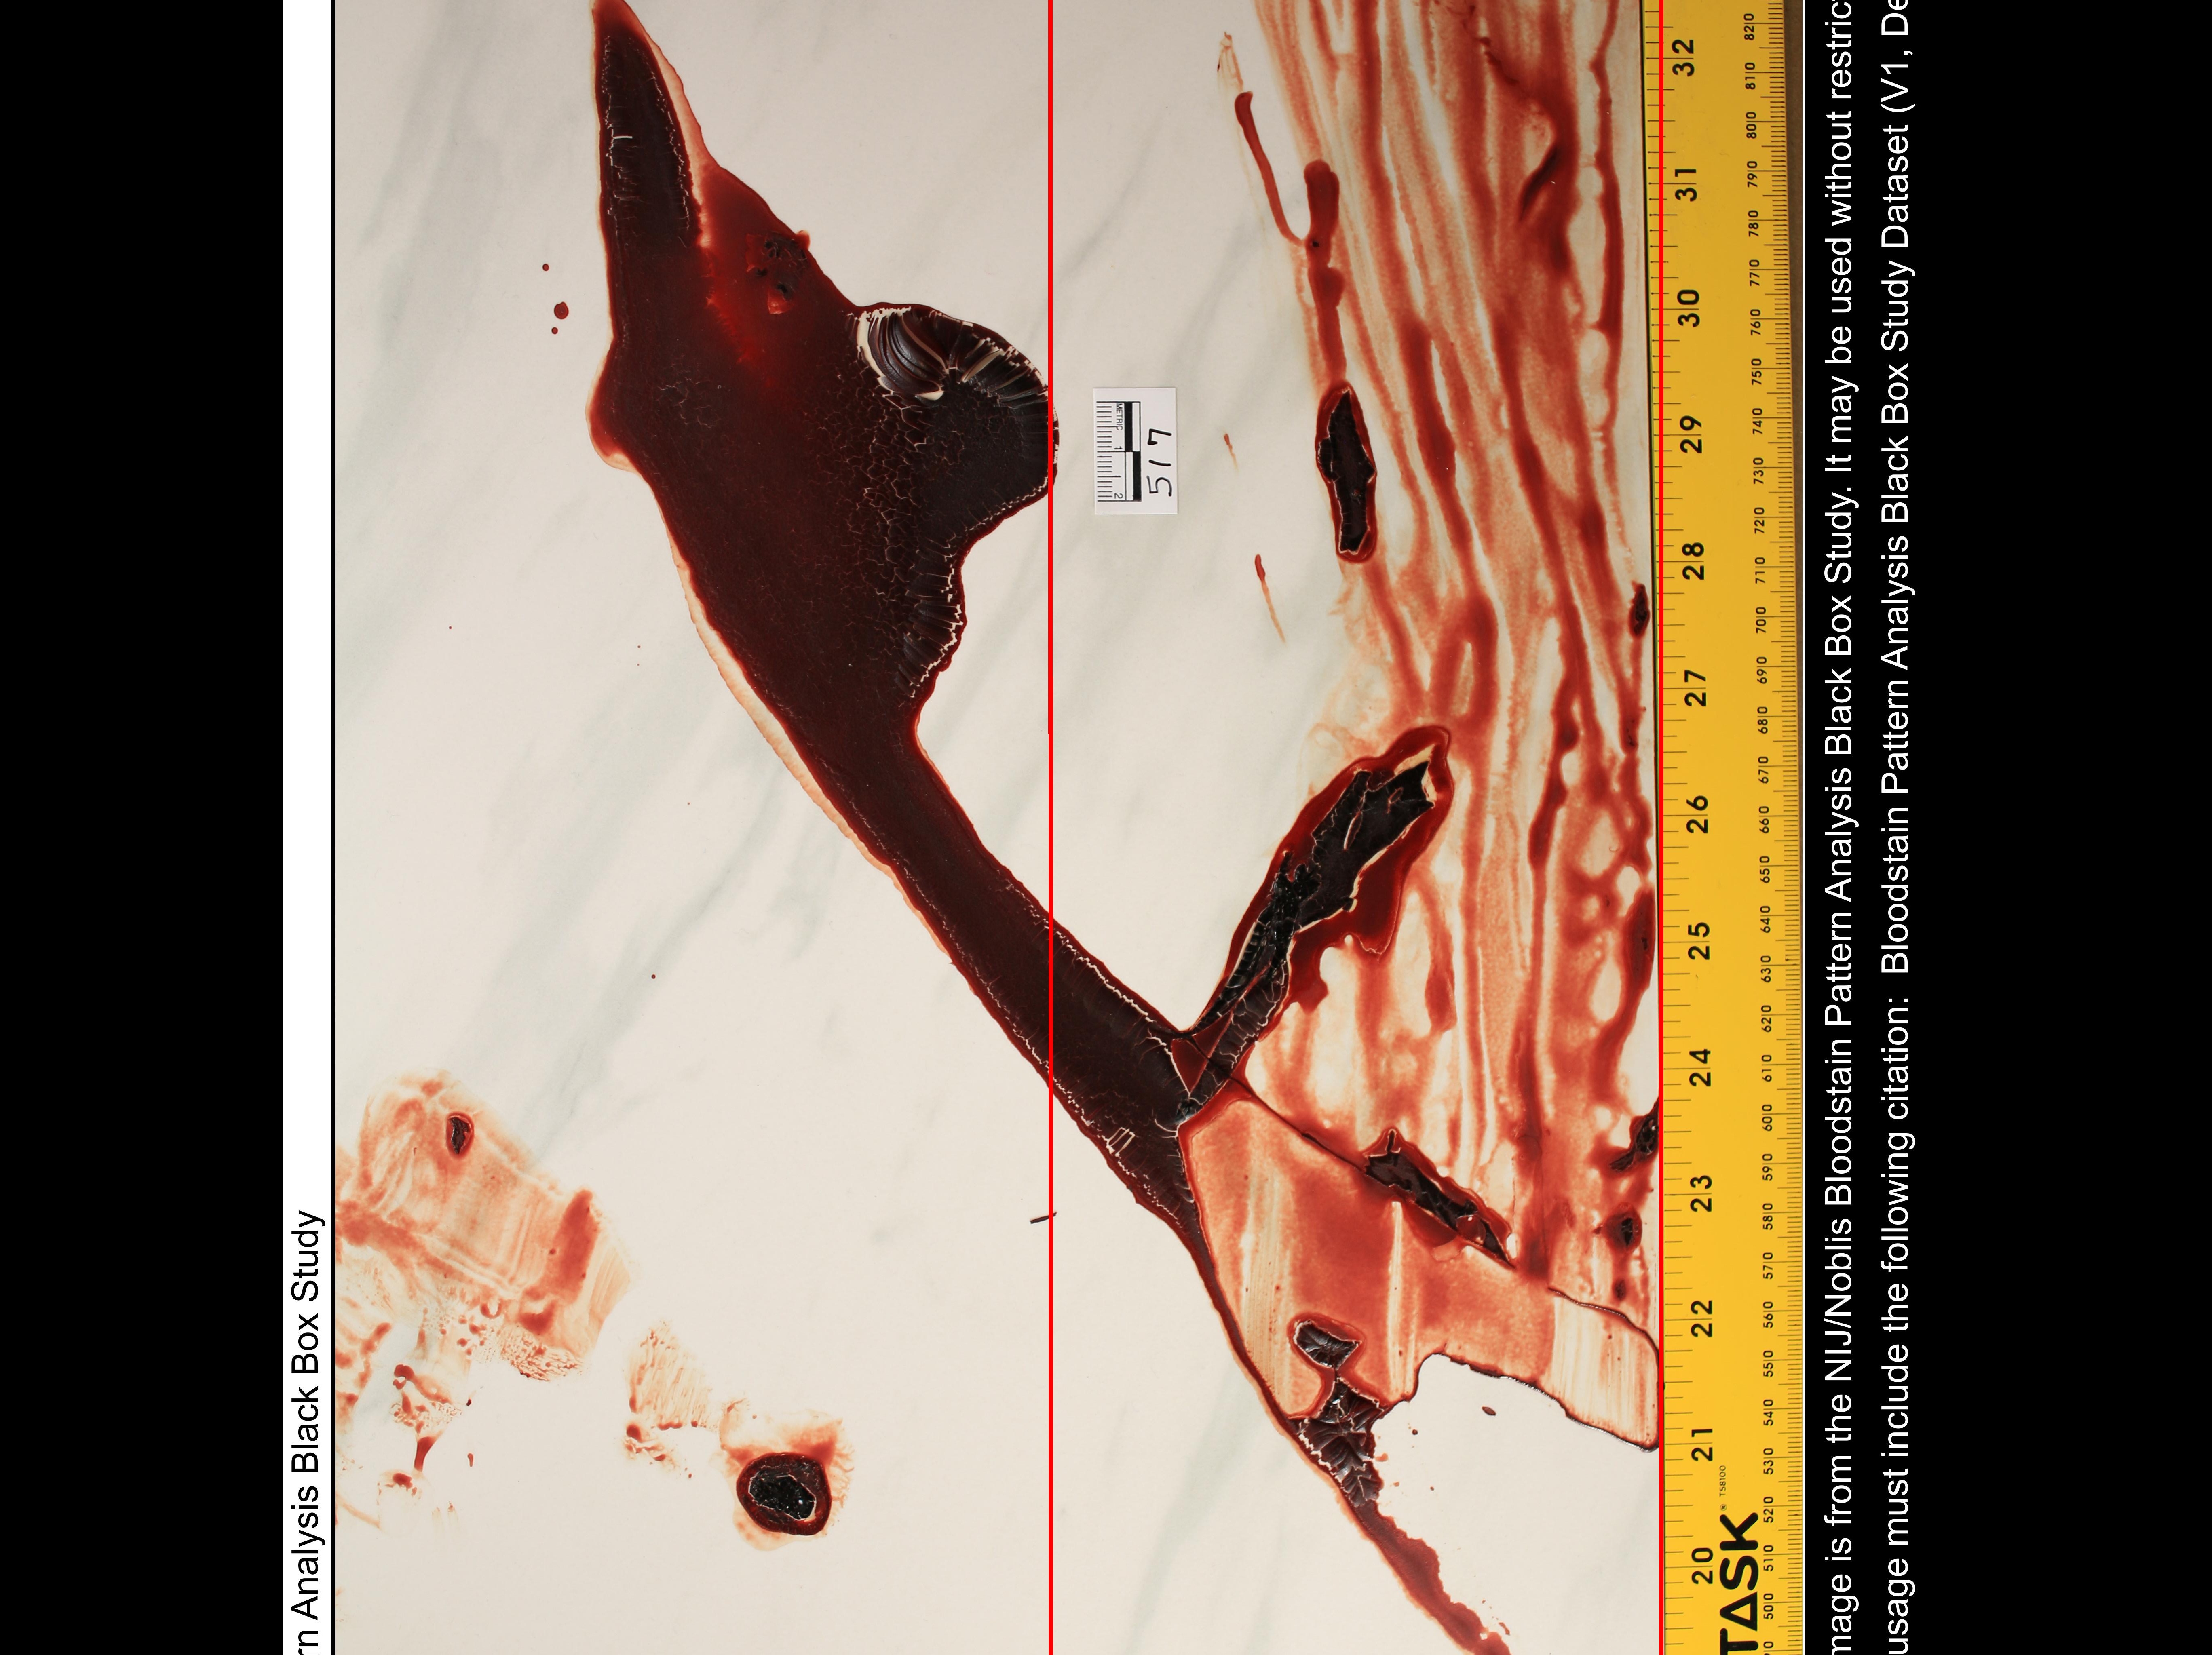 rn Analysis Black Box Study
517
METRIC 1 2
32 31 30 29 28 27 26 25 24 23 22 21 20
820 810 800 790 780 770 760 750 740 730 720 710 700 690 680 670 660 650 640 630 620 610 600 590 580 570 560 550 540 530 520 510 500
TASK® TS8100
mage is from the NIJ/Noblis Bloodstain Pattern Analysis Black Box Study. It may be used without restric
usage must include the following citation: Bloodstain Pattern Analysis Black Box Study Dataset (V1, De